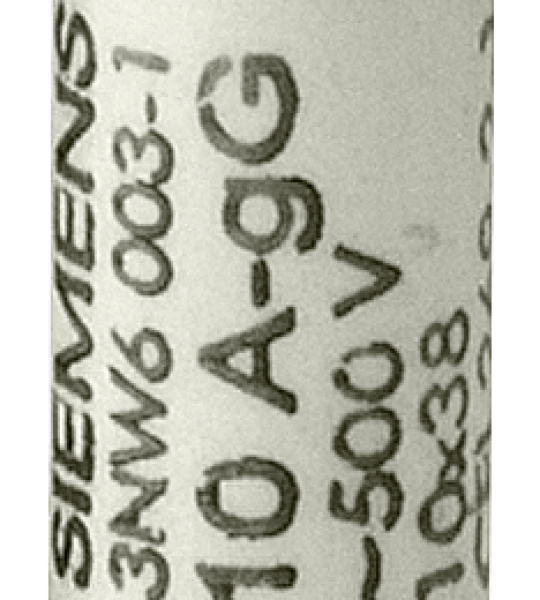 SIEMENS
3NW6 003-1
10 A-gG
~500 V
10x38